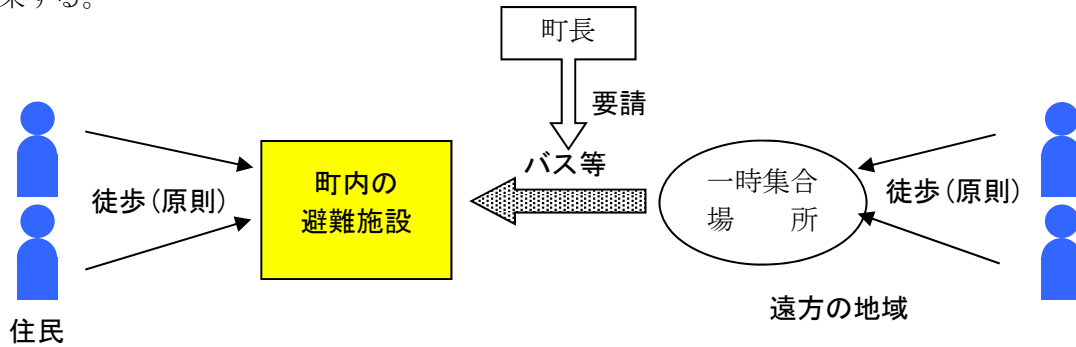 集する。
町長
要請
バス等
徒歩(原則)
町内の
避難施設
一時集合
場　　所
徒歩(原則)
遠方の地域
住民